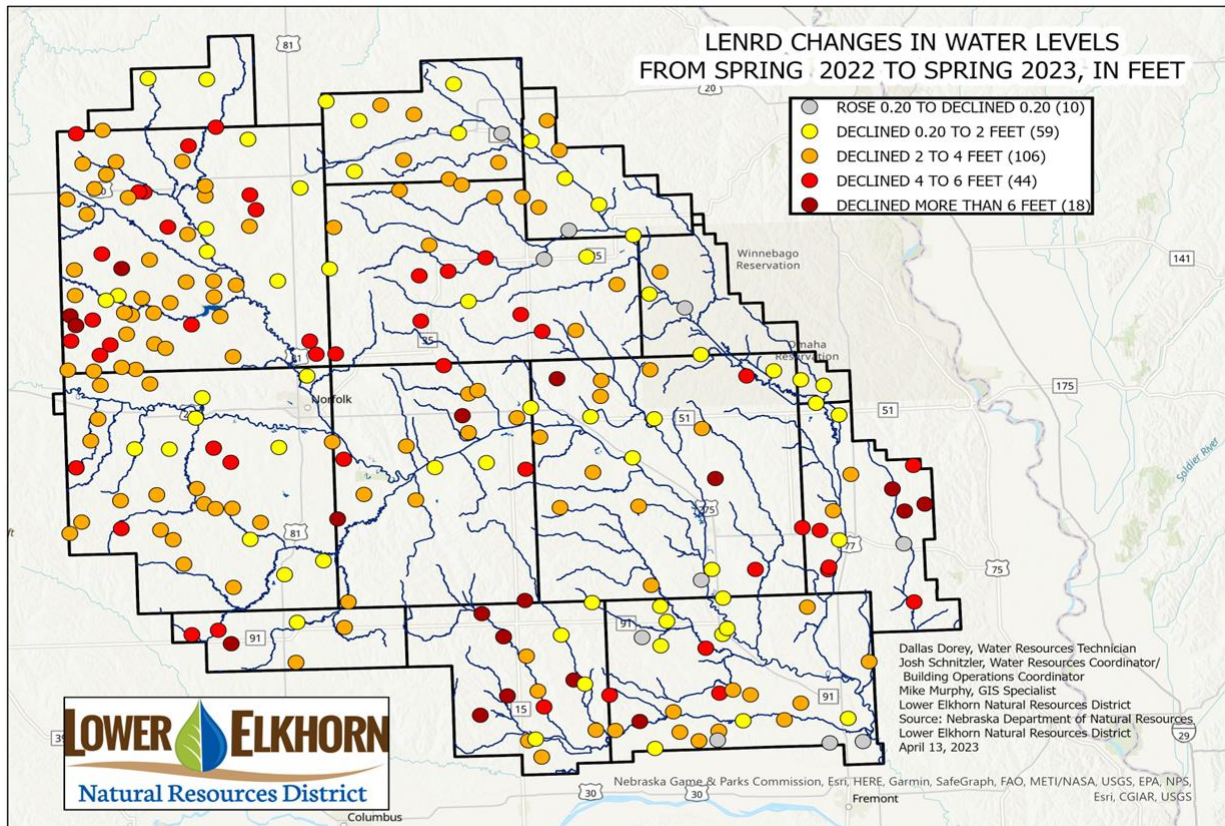 LENRD CHANGES IN WATER LEVELS
FROM SPRING 2022 TO SPRING 2023, IN FEET
ROSE 0.20 TO DECLINED 0.20 (10)
DECLINED 0.20 TO 2 FEET (59)
DECLINED 2 TO 4 FEET (106)
DECLINED 4 TO 6 FEET (44)
DECLINED MORE THAN 6 FEET (18)
81
20
Winnebago
Reservation
141
35
81
Omaha
Reservation
175
Norfolk
51
51
Soldier River
275
81
77
75
91
91
91
15
Dallas Dorey, Water Resources Technician
Josh Schnitzler, Water Resources Coordinator/
Building Operations Coordinator
Mike Murphy, GIS Specialist
Lower Elkhorn Natural Resources District
Source: Nebraska Department of Natural Resources
Lower Elkhorn Natural Resources District
April 13, 2023
29
LOWER ELKHORN
Natural Resources District
Nebraska Game & Parks Commission, Esri, HERE, Garmin, SafeGraph, FAO, METI/NASA, USGS, EPA, NPS,
Esri, CGIAR, USGS
30
30
Fremont
Columbus